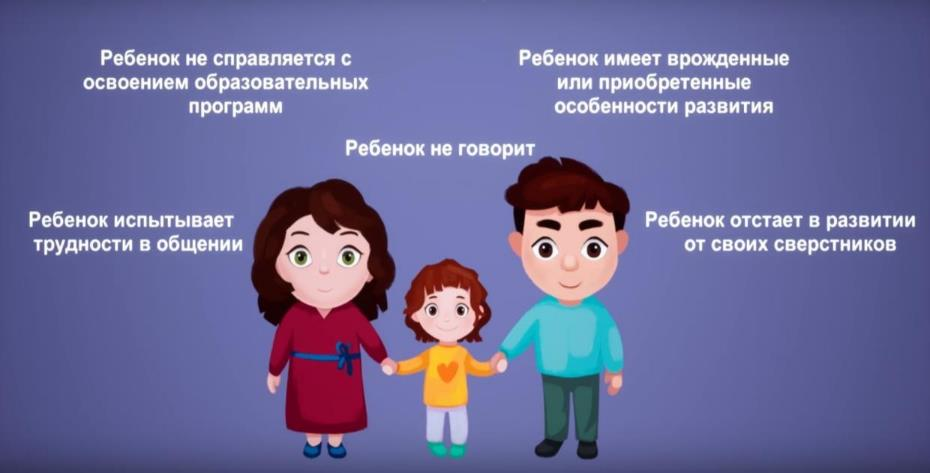 Ребенок не справляется с
освоением образовательных
программ
Ребенок имеет врожденные
или приобретенные
особенности развития
Ребенок не говорит
Ребенок испытывает
трудности в общении
Ребенок отстает в развитии
от своих сверстников